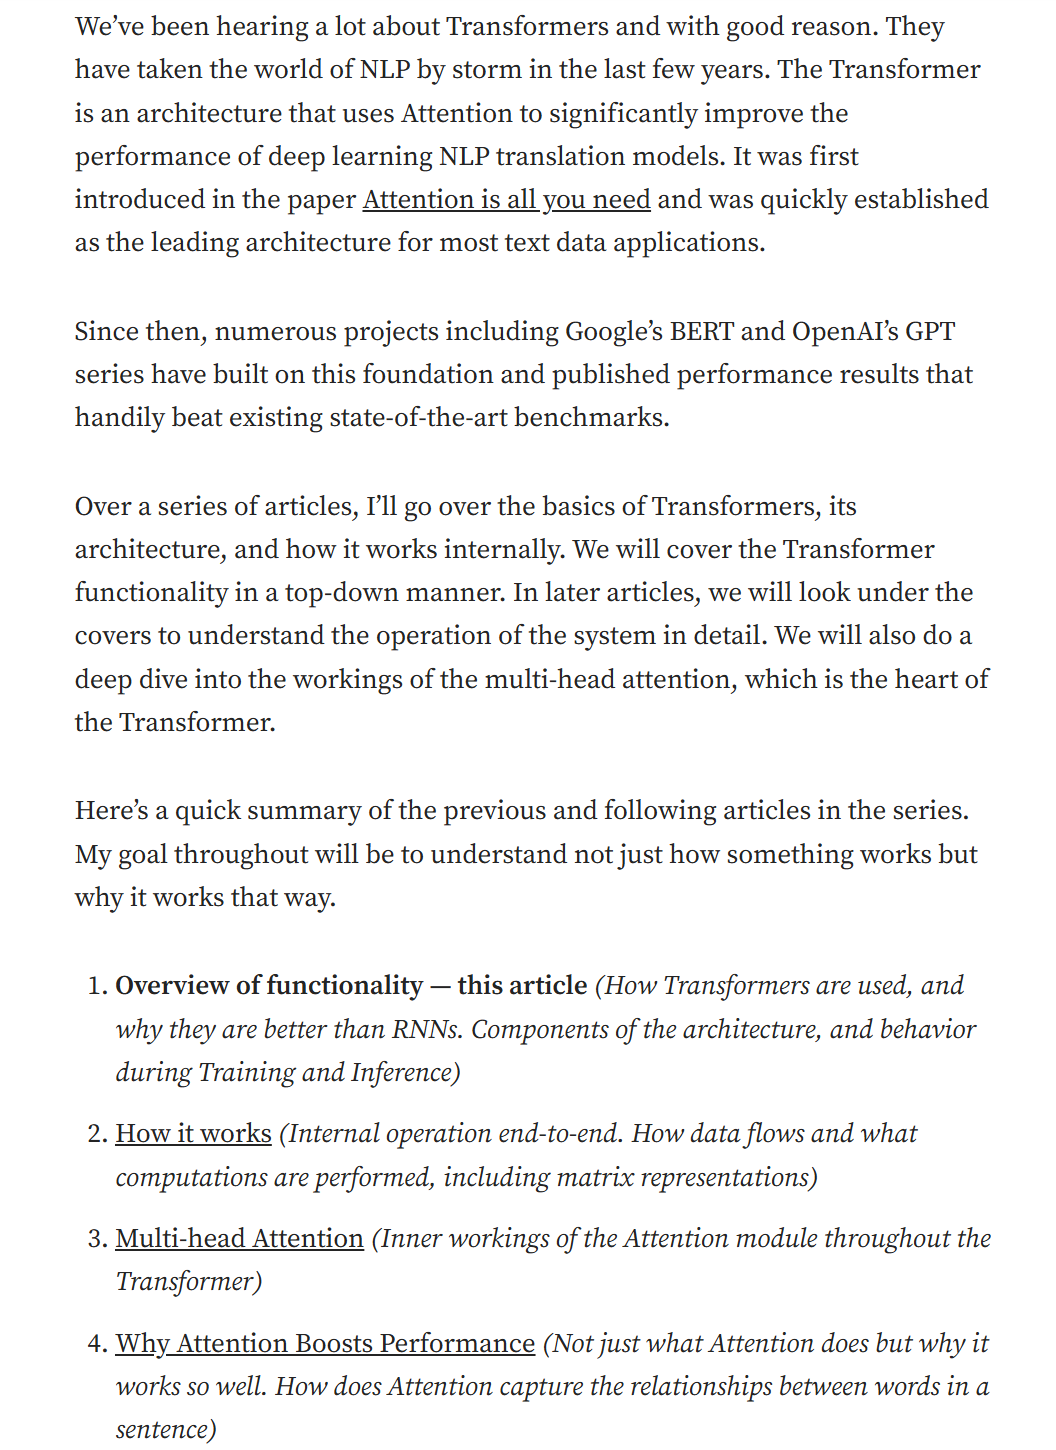 We’ve been hearing a lot about Transformers and with good reason. They
have taken the world of NLP by storm in the last few years. The Transformer
is an architecture that uses Attention to significantly improve the
performance of deep learning NLP translation models. It was first
introduced in the paper Attention is all you need and was quickly established
as the leading architecture for most text data applications.
Since then, numerous projects including Google’s BERT and OpenAI’s GPT
series have built on this foundation and published performance results that
handily beat existing state-of-the-art benchmarks.
Over a series of articles, I’ll go over the basics of Transformers, its
architecture, and how it works internally. We will cover the Transformer
functionality in a top-down manner. In later articles, we will look under the
covers to understand the operation of the system in detail. We will also do a
deep dive into the workings of the multi-head attention, which is the heart of
the Transformer.
Here’s a quick summary of the previous and following articles in the series.
My goal throughout will be to understand not just how something works but
why it works that way.
1. Overview of functionality — this article (How Transformers are used, and
why they are better than RNNs. Components of the architecture, and behavior
during Training and Inference)
2. How it works (Internal operation end-to-end. How data flows and what
computations are performed, including matrix representations)
3. Multi-head Attention (Inner workings of the Attention module throughout the
Transformer)
4. Why Attention Boosts Performance (Not just what Attention does but why it
works so well. How does Attention capture the relationships between words in a
sentence)